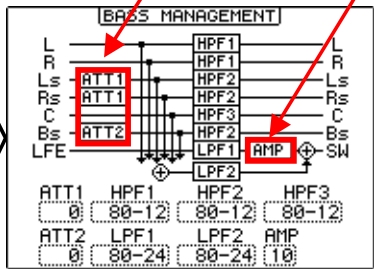 BASS MANAGEMENT
L HPF1 L
R HPF1 R
Ls ATT1 HPF2 Ls
Rs ATT1 HPF2 Rs
C HPF3 C
Bs ATT2 HPF2 Bs
LFE LPF1 AMP SW
LPF2
ATT1 HPF1 HPF2 HPF3
0 80-12 80-12 80-12
ATT2 LPF1 LPF2 AMP
0 80-24 80-24 10